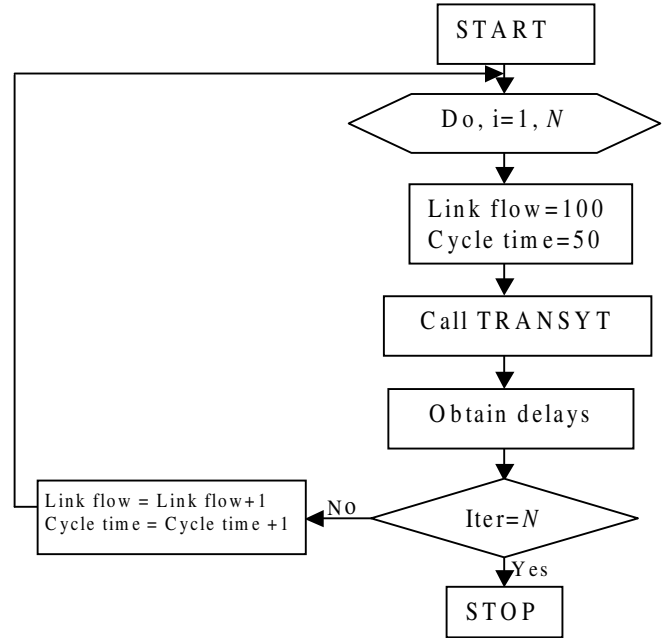 START
Do, i=1, N
Link flow=100
Cycle time=50
Call TRANSYT
Obtain delays
Iter=N
No
Link flow = Link flow+1
Cycle time = Cycle time +1
Yes
STOP